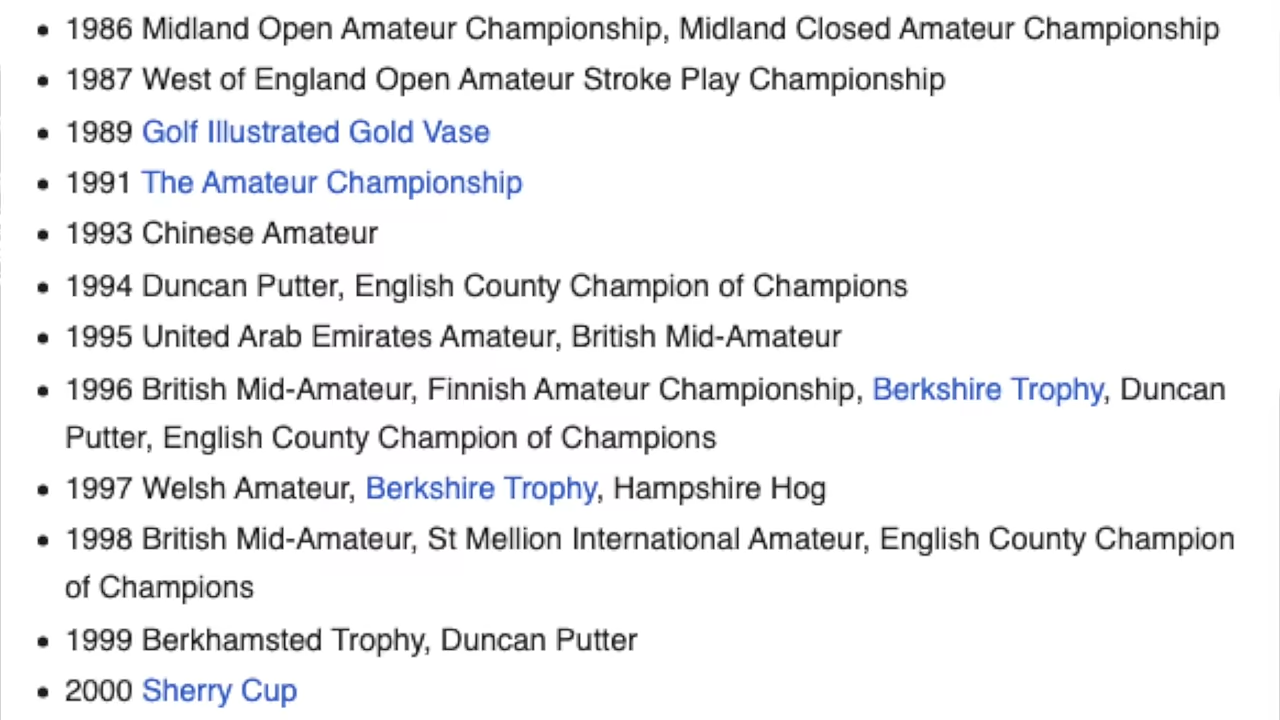 1986 Midland Open Amateur Championship, Midland Closed Amateur Championship
1987 West of England Open Amateur Stroke Play Championship
1989 Golf Illustrated Gold Vase
1991 The Amateur Championship
1993 Chinese Amateur
1994 Duncan Putter, English County Champion of Champions
1995 United Arab Emirates Amateur, British Mid-Amateur
1996 British Mid-Amateur, Finnish Amateur Championship, Berkshire Trophy, Duncan
Putter, English County Champion of Champions
1997 Welsh Amateur, Berkshire Trophy, Hampshire Hog
1998 British Mid-Amateur, St Mellion International Amateur, English County Champion
of Champions
1999 Berkhamsted Trophy, Duncan Putter
2000 Sherry Cup